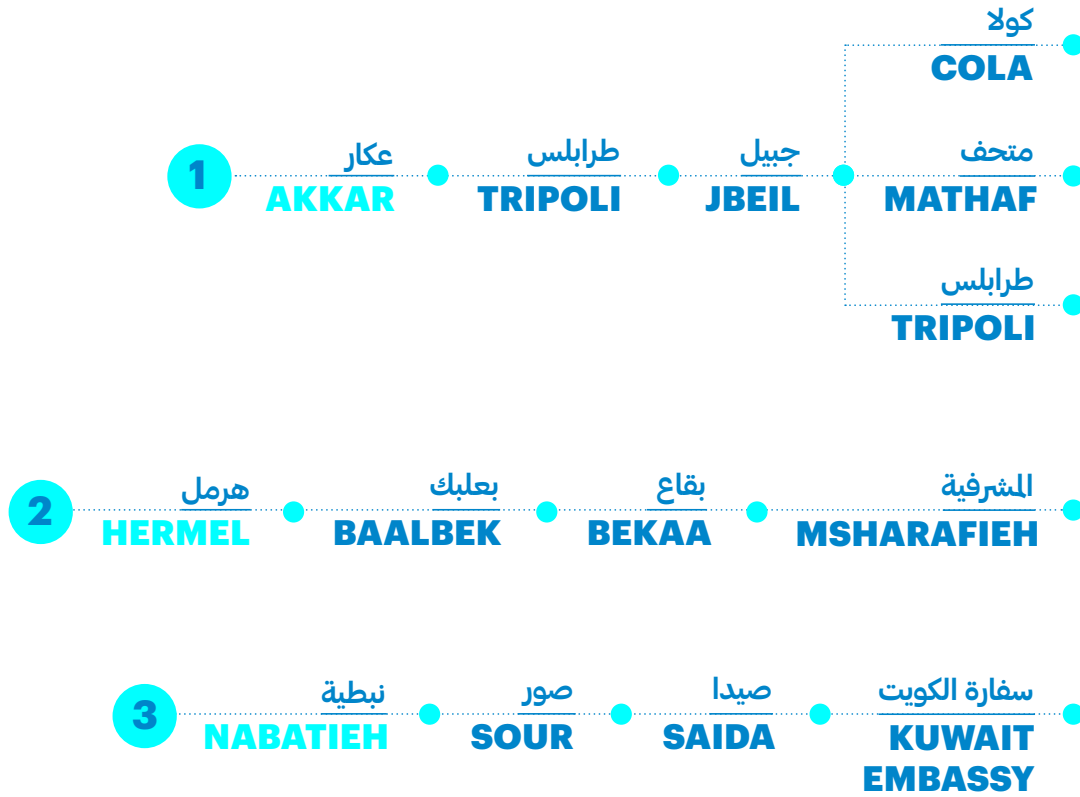 كولا
COLA
1
عكار
AKKAR
طرابلس
TRIPOLI
جبيل
JBEIL
متحف
MATHAF
طرابلس
TRIPOLI
2
هرمل
HERMEL
بعلبك
BAALBEK
بقاع
BEKAA
المشرفية
MSHARAFIEH
3
نبطية
NABATIEH
صور
SOUR
صيدا
SAIDA
سفارة الكويت
KUWAIT
EMBASSY